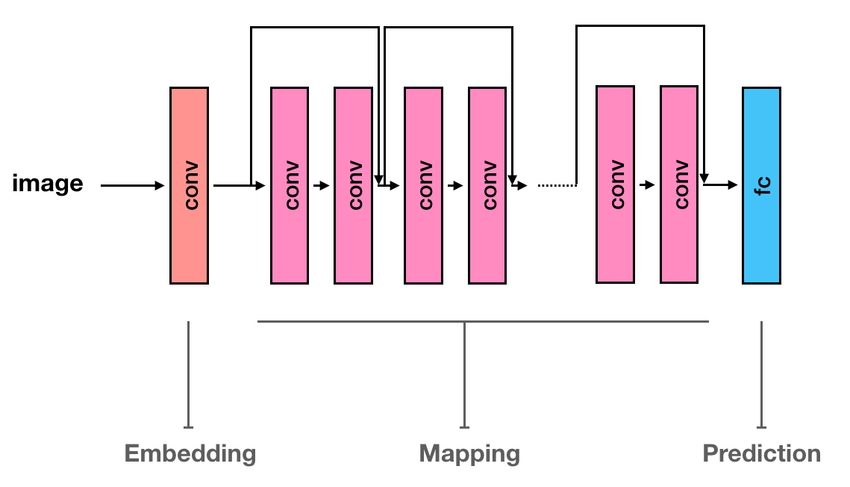 image
conv
conv
conv
conv
conv
conv
conv
fc
Embedding
Mapping
Prediction